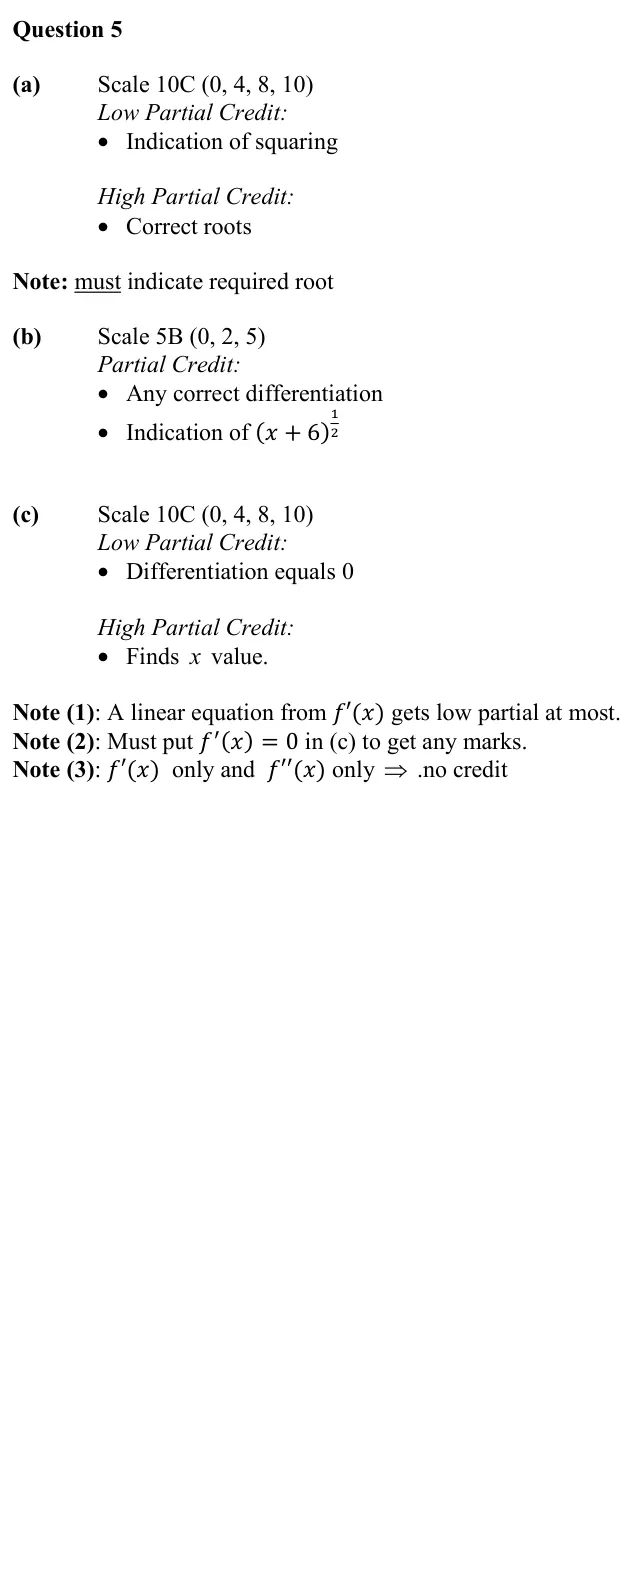 Question 5
(a) Scale 10C (0, 4, 8, 10)
Low Partial Credit:
• Indication of squaring
High Partial Credit:
• Correct roots
Note: must indicate required root
(b) Scale 5B (0, 2, 5)
Partial Credit:
• Any correct differentiation
• Indication of (x + 6)^{1/2}
(c) Scale 10C (0, 4, 8, 10)
Low Partial Credit:
• Differentiation equals 0
High Partial Credit:
• Finds x value.
Note (1): A linear equation from f′(x) gets low partial at most.
Note (2): Must put f′(x) = 0 in (c) to get any marks.
Note (3): f′(x) only and f′′(x) only ⇒ .no credit